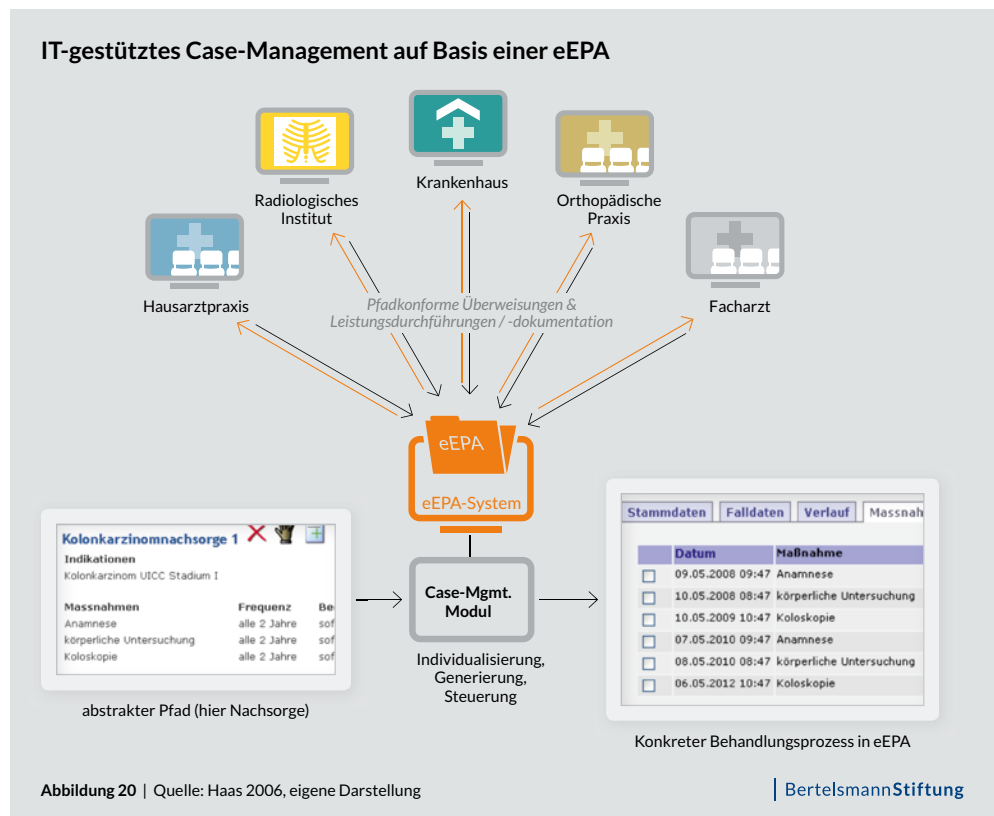 IT-gestütztes Case-Management auf Basis einer eEPA
Krankenhaus
Radiologisches
Institut
Orthopädische
Praxis
Hausarztpraxis
Facharzt
Pfadkonforme Überweisungen &
Leistungsdurchführungen / -dokumentation
eEPA
eEPA-System
Kolonkarzinomnachsorge 1
Indikationen
Kolonkarzinom UICC Stadium I
Massnahmen Frequenz Be
Anamnese alle 2 Jahre sof
körperliche Untersuchung alle 2 Jahre sof
Koloskopie alle 2 Jahre sof
abstrakter Pfad (hier Nachsorge)
Case-Mgmt.
Modul
Individualisierung,
Generierung,
Steuerung
Stammdaten Falldaten Verlauf Massnah
Datum Maßnahme
09.05.2008 09:47 Anamnese
10.05.2008 08:47 körperliche Untersuchung
10.05.2009 10:47 Koloskopie
07.05.2010 09:47 Anamnese
08.05.2010 08:47 körperliche Untersuchung
06.05.2012 10:47 Koloskopie
Konkreter Behandlungsprozess in eEPA
Abbildung 20 | Quelle: Haas 2006, eigene Darstellung
BertelsmannStiftung